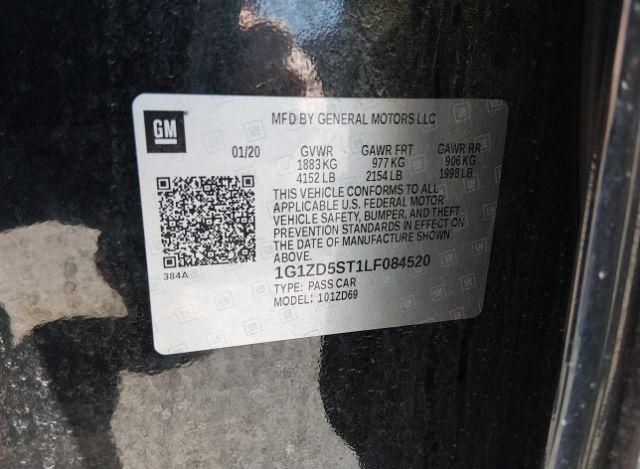 GM
MFD BY GENERAL MOTORS LLC
01/20 GVWR GAWR FRT GAWR RR
1883 KG 977 KG 906 KG
4152 LB 2154 LB 1998 LB
THIS VEHICLE CONFORMS TO ALL
APPLICABLE U.S. FEDERAL MOTOR
VEHICLE SAFETY, BUMPER, AND THEFT
PREVENTION STANDARDS IN EFFECT ON
THE DATE OF MANUFACTURE SHOWN
ABOVE.
384A
1G1ZD5ST1LF084520
TYPE: PASS CAR
MODEL: 101ZD69